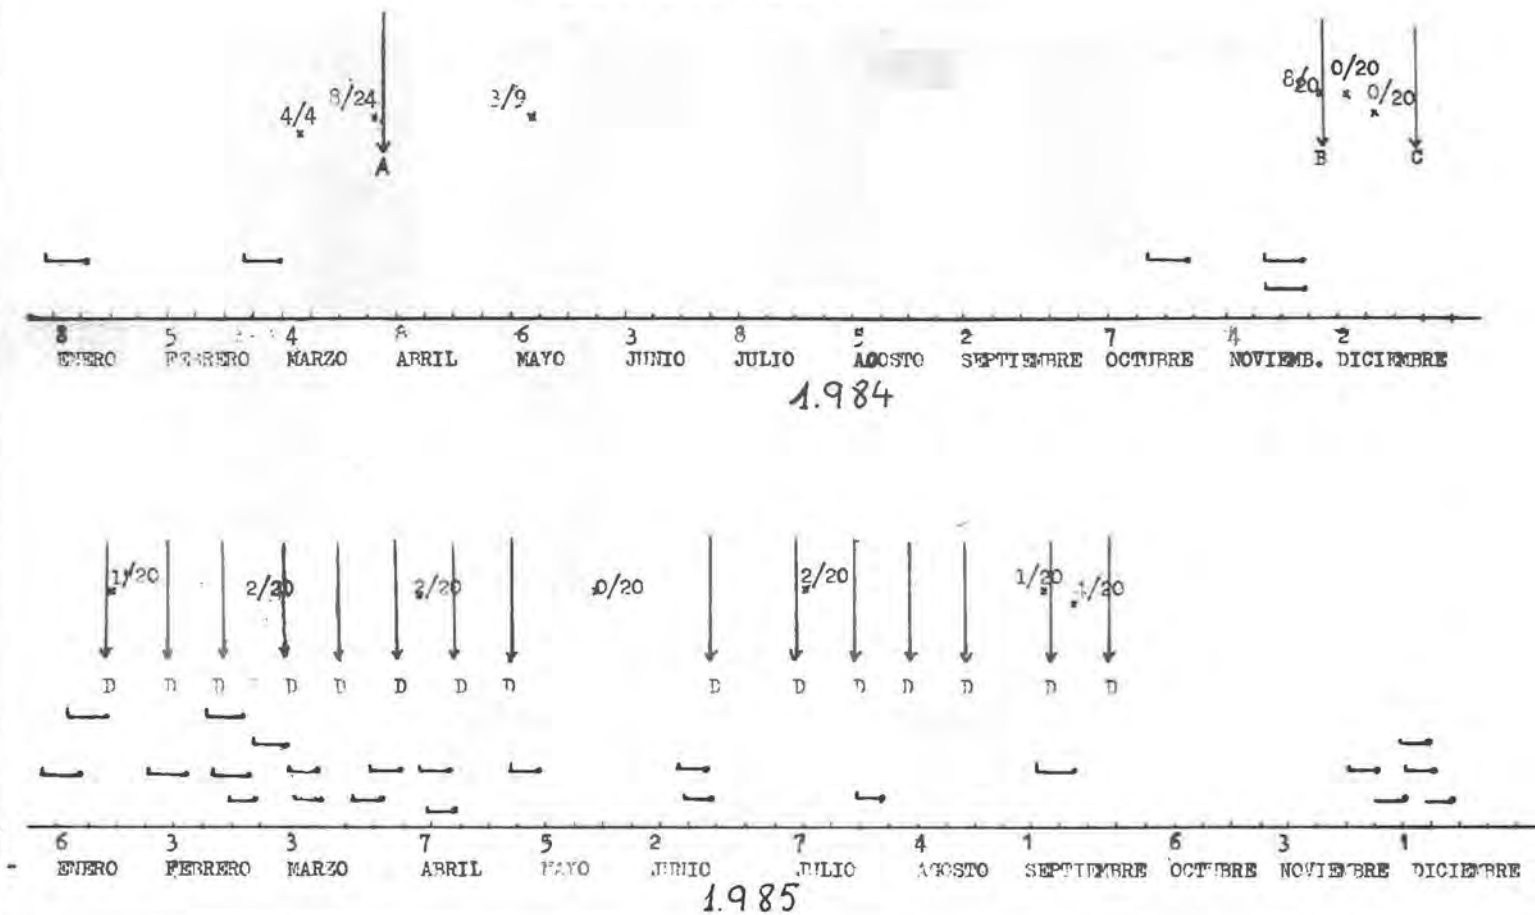 4/4 8/24 3/9 8/20 0/20 0/20
A B C
8 5 4 8 6 3 8 5 2 7 4 2
ENERO FEBRERO MARZO ABRIL MAYO JUNIO JULIO AGOSTO SEPTIEMBRE OCTUBRE NOVIEMB. DICIEMBRE
1.984
1/20 2/20 2/20 0/20 2/20 1/20 1/20
D D D D D D D D D D D D D D D
6 3 3 7 5 2 7 4 1 6 3 1
ENERO FEBRERO MARZO ABRIL MAYO JUNIO JULIO AGOSTO SEPTIEMBRE OCTUBRE NOVIEMBRE DICIEMBRE
1.985